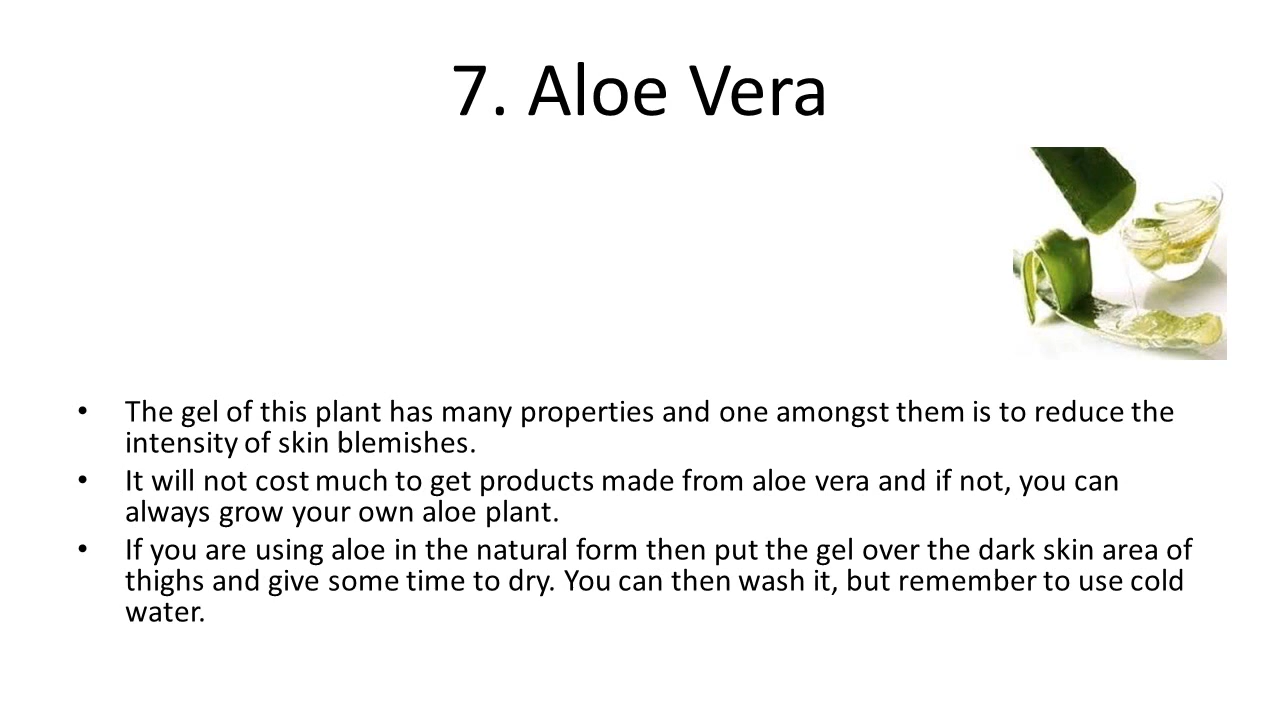 7. Aloe Vera
• The gel of this plant has many properties and one amongst them is to reduce the
intensity of skin blemishes.
• It will not cost much to get products made from aloe vera and if not, you can
always grow your own aloe plant.
• If you are using aloe in the natural form then put the gel over the dark skin area of
thighs and give some time to dry. You can then wash it, but remember to use cold
water.